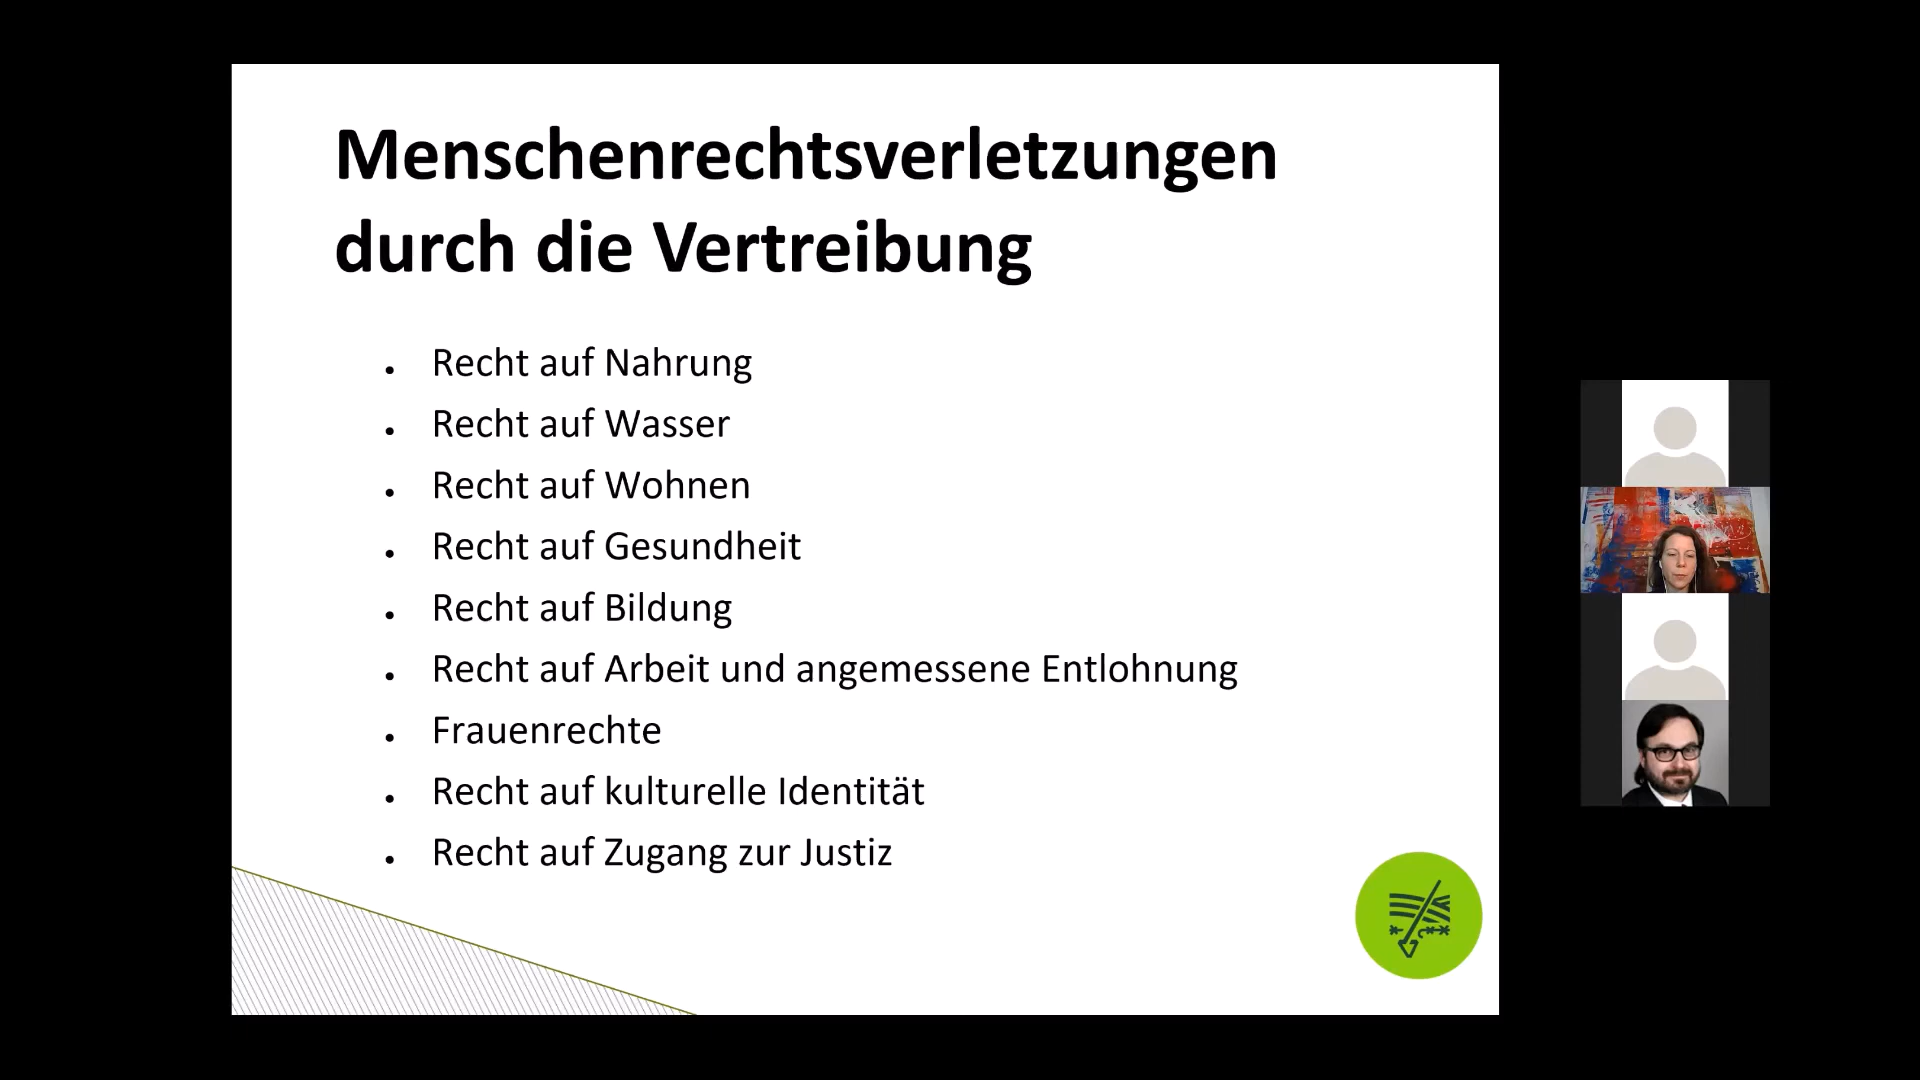 Menschenrechtsverletzungen
durch die Vertreibung
Recht auf Nahrung
Recht auf Wasser
Recht auf Wohnen
Recht auf Gesundheit
Recht auf Bildung
Recht auf Arbeit und angemessene Entlohnung
Frauenrechte
Recht auf kulturelle Identität
Recht auf Zugang zur Justiz